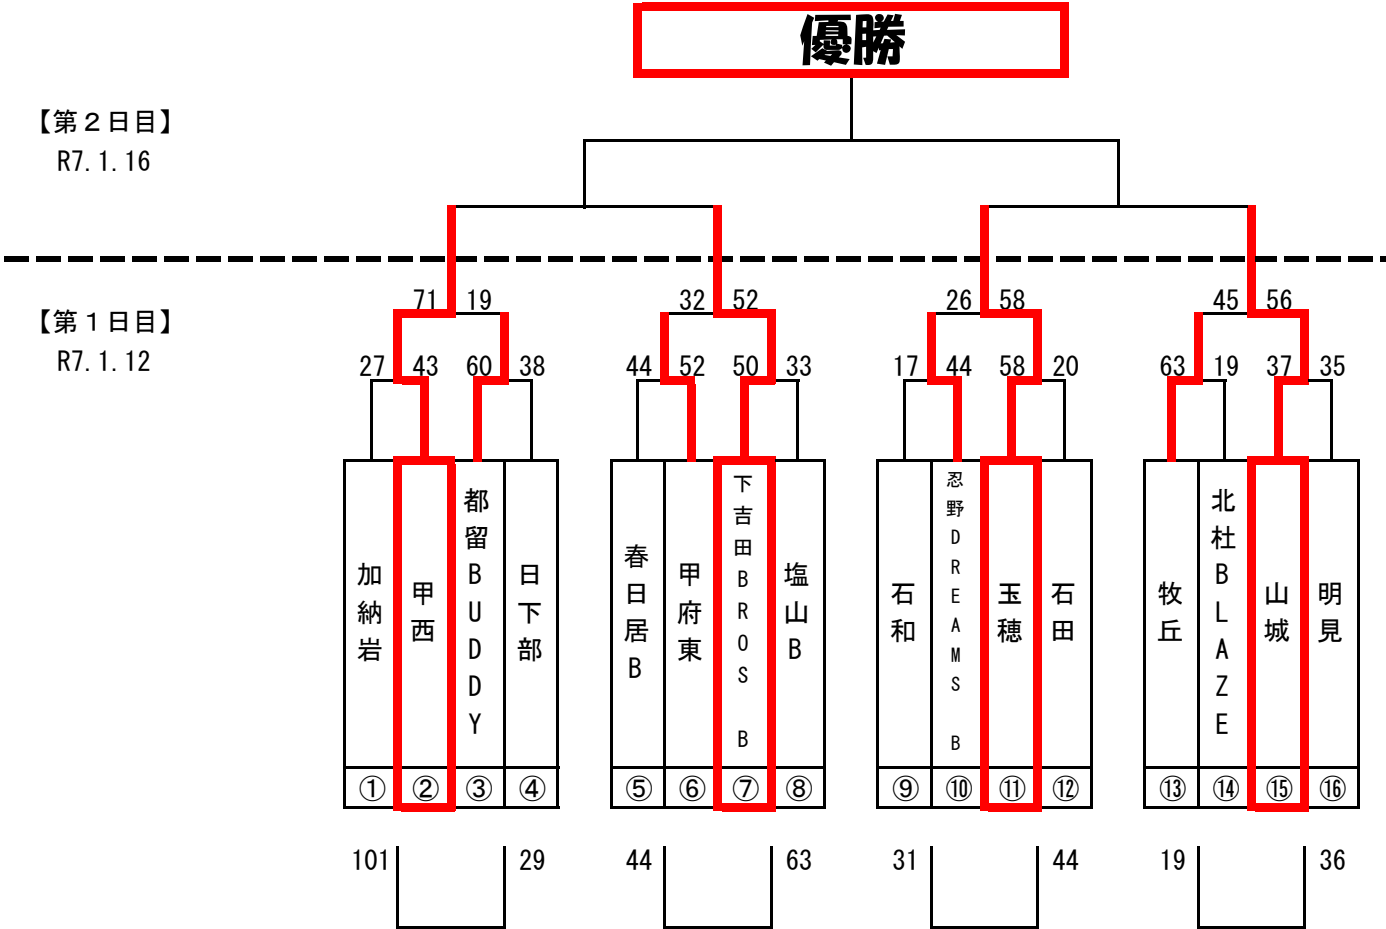 優勝
【第２日目】
R7.1.16
71 19 32 52 26 58 45 56
【第１日目】
R7.1.12
27 43 60 38 44 52 50 33 17 44 58 20 63 19 37 35
加納岩
甲西
都留BUDDY
日下部
春日居B
甲府東
下吉田BROS B
塩山B
石和
忍野DREAMS B
玉穂
石田
牧丘
北杜BLAZE
山城
明見
① ② ③ ④ ⑤ ⑥ ⑦ ⑧ ⑨ ⑩ ⑪ ⑫ ⑬ ⑭ ⑮ ⑯
101 29 44 63 31 44 19 36